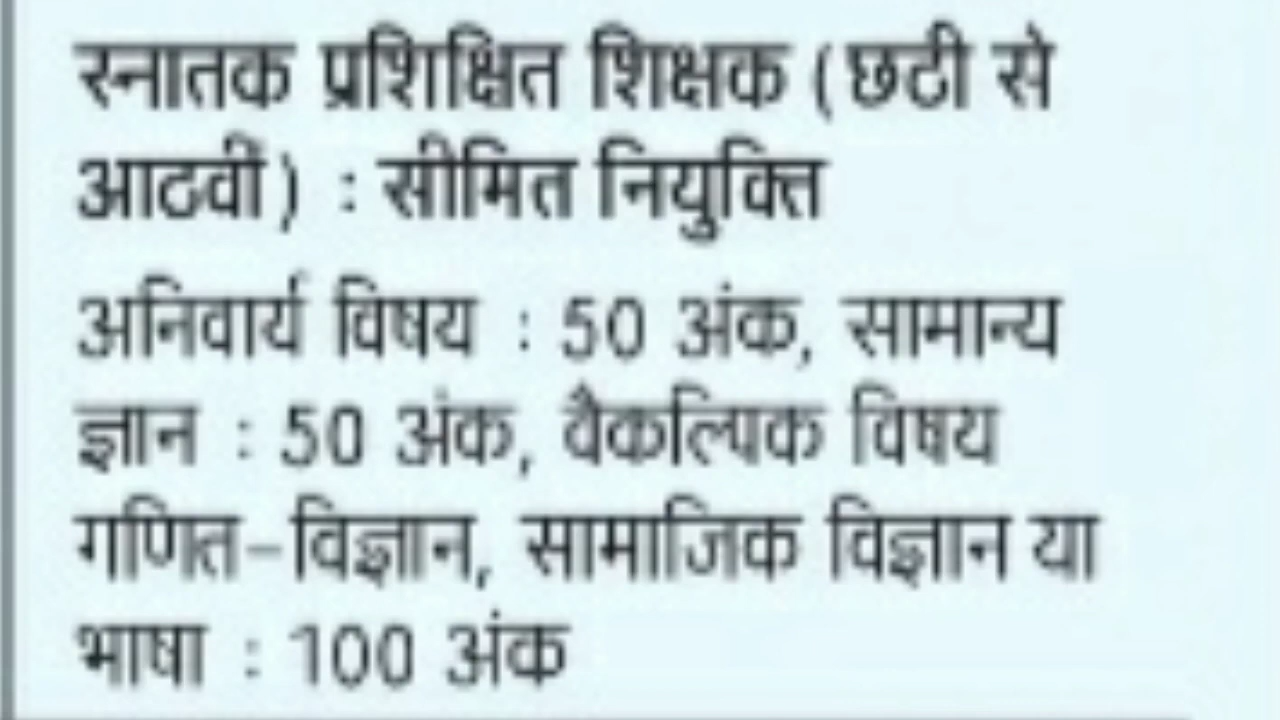 स्नातक प्रशिक्षित शिक्षक (छठी से
आठवीं) : सीमित नियुक्ति
अनिवार्य विषय : 50 अंक, सामान्य
ज्ञान : 50 अंक, वैकल्पिक विषय
गणित-विज्ञान, सामाजिक विज्ञान या
भाषा : 100 अंक